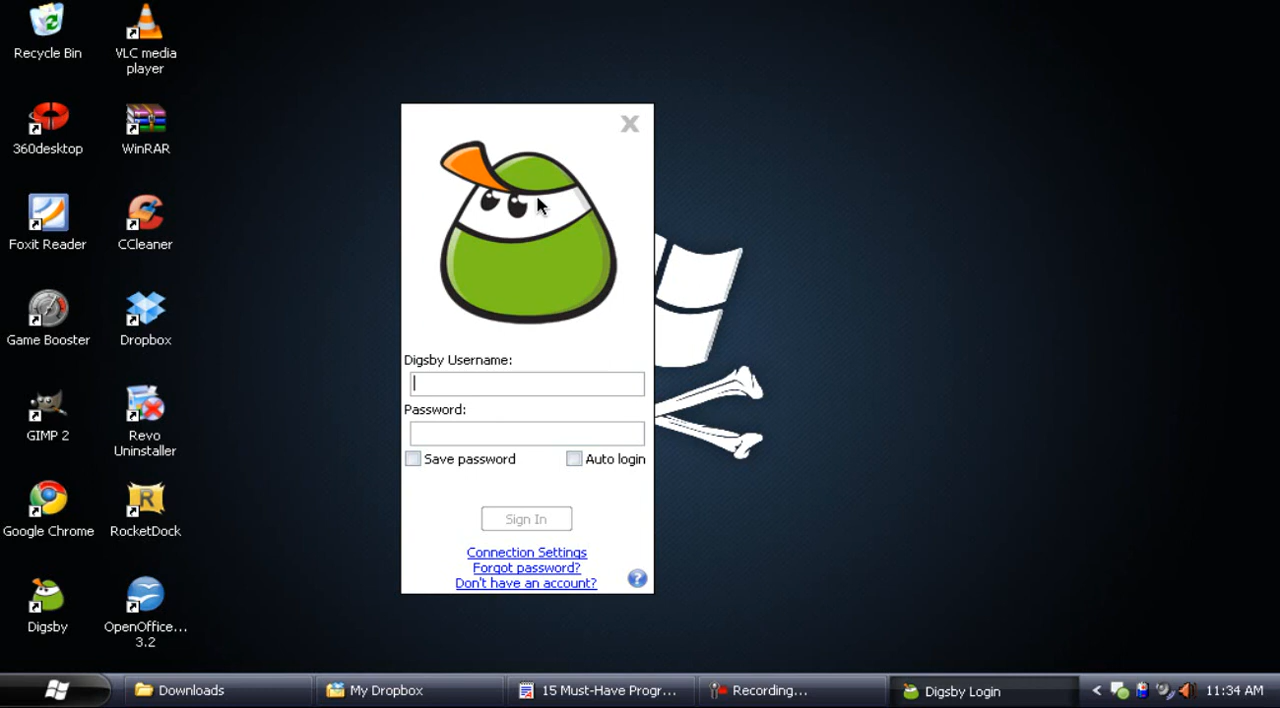 Recycle Bin
VLC media
player
360desktop
WinRAR
Foxit Reader
CCleaner
Game Booster
Dropbox
GIMP 2
Revo
Uninstaller
Google Chrome
RocketDock
R
Digsby
OpenOffice...
3.2
X
Digsby Username:
Password:
Save password
Auto login
Sign In
Connection Settings
Forgot password?
Don't have an account?
?
Downloads
My Dropbox
15 Must-Have Progr...
Recording...
Digsby Login
<
11:34 AM